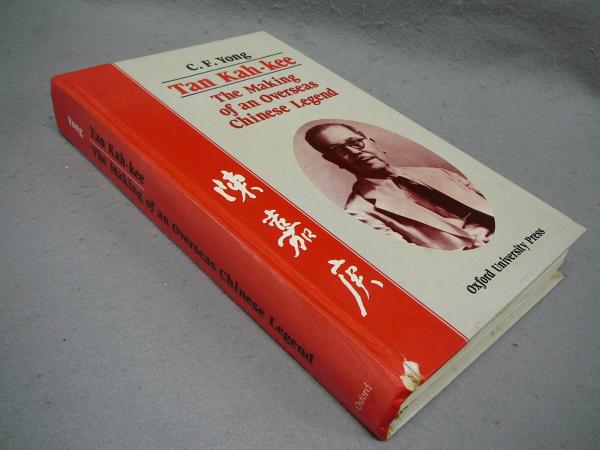 C. F. Yong
Tan Kah-kee
The Making
of an Overseas
Chinese Legend
陳嘉庚
Oxford University Press
Yong
Tan Kah-kee
The Making of an Overseas Chinese Legend
Oxford